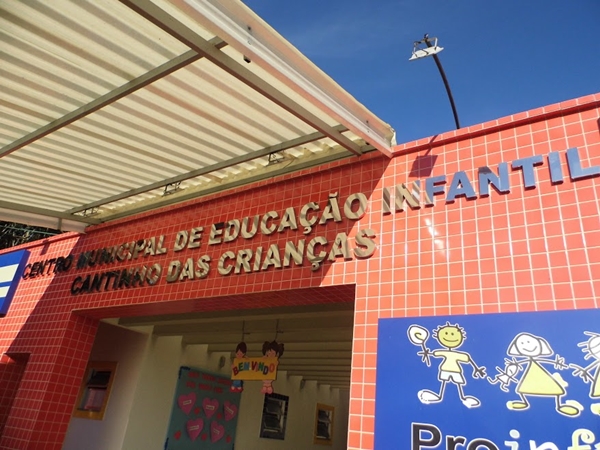 CENTRO MUNICIPAL DE EDUCAÇÃO INFANTIL
CANTINHO DAS CRIANÇAS
BEM VINDO
Proinf